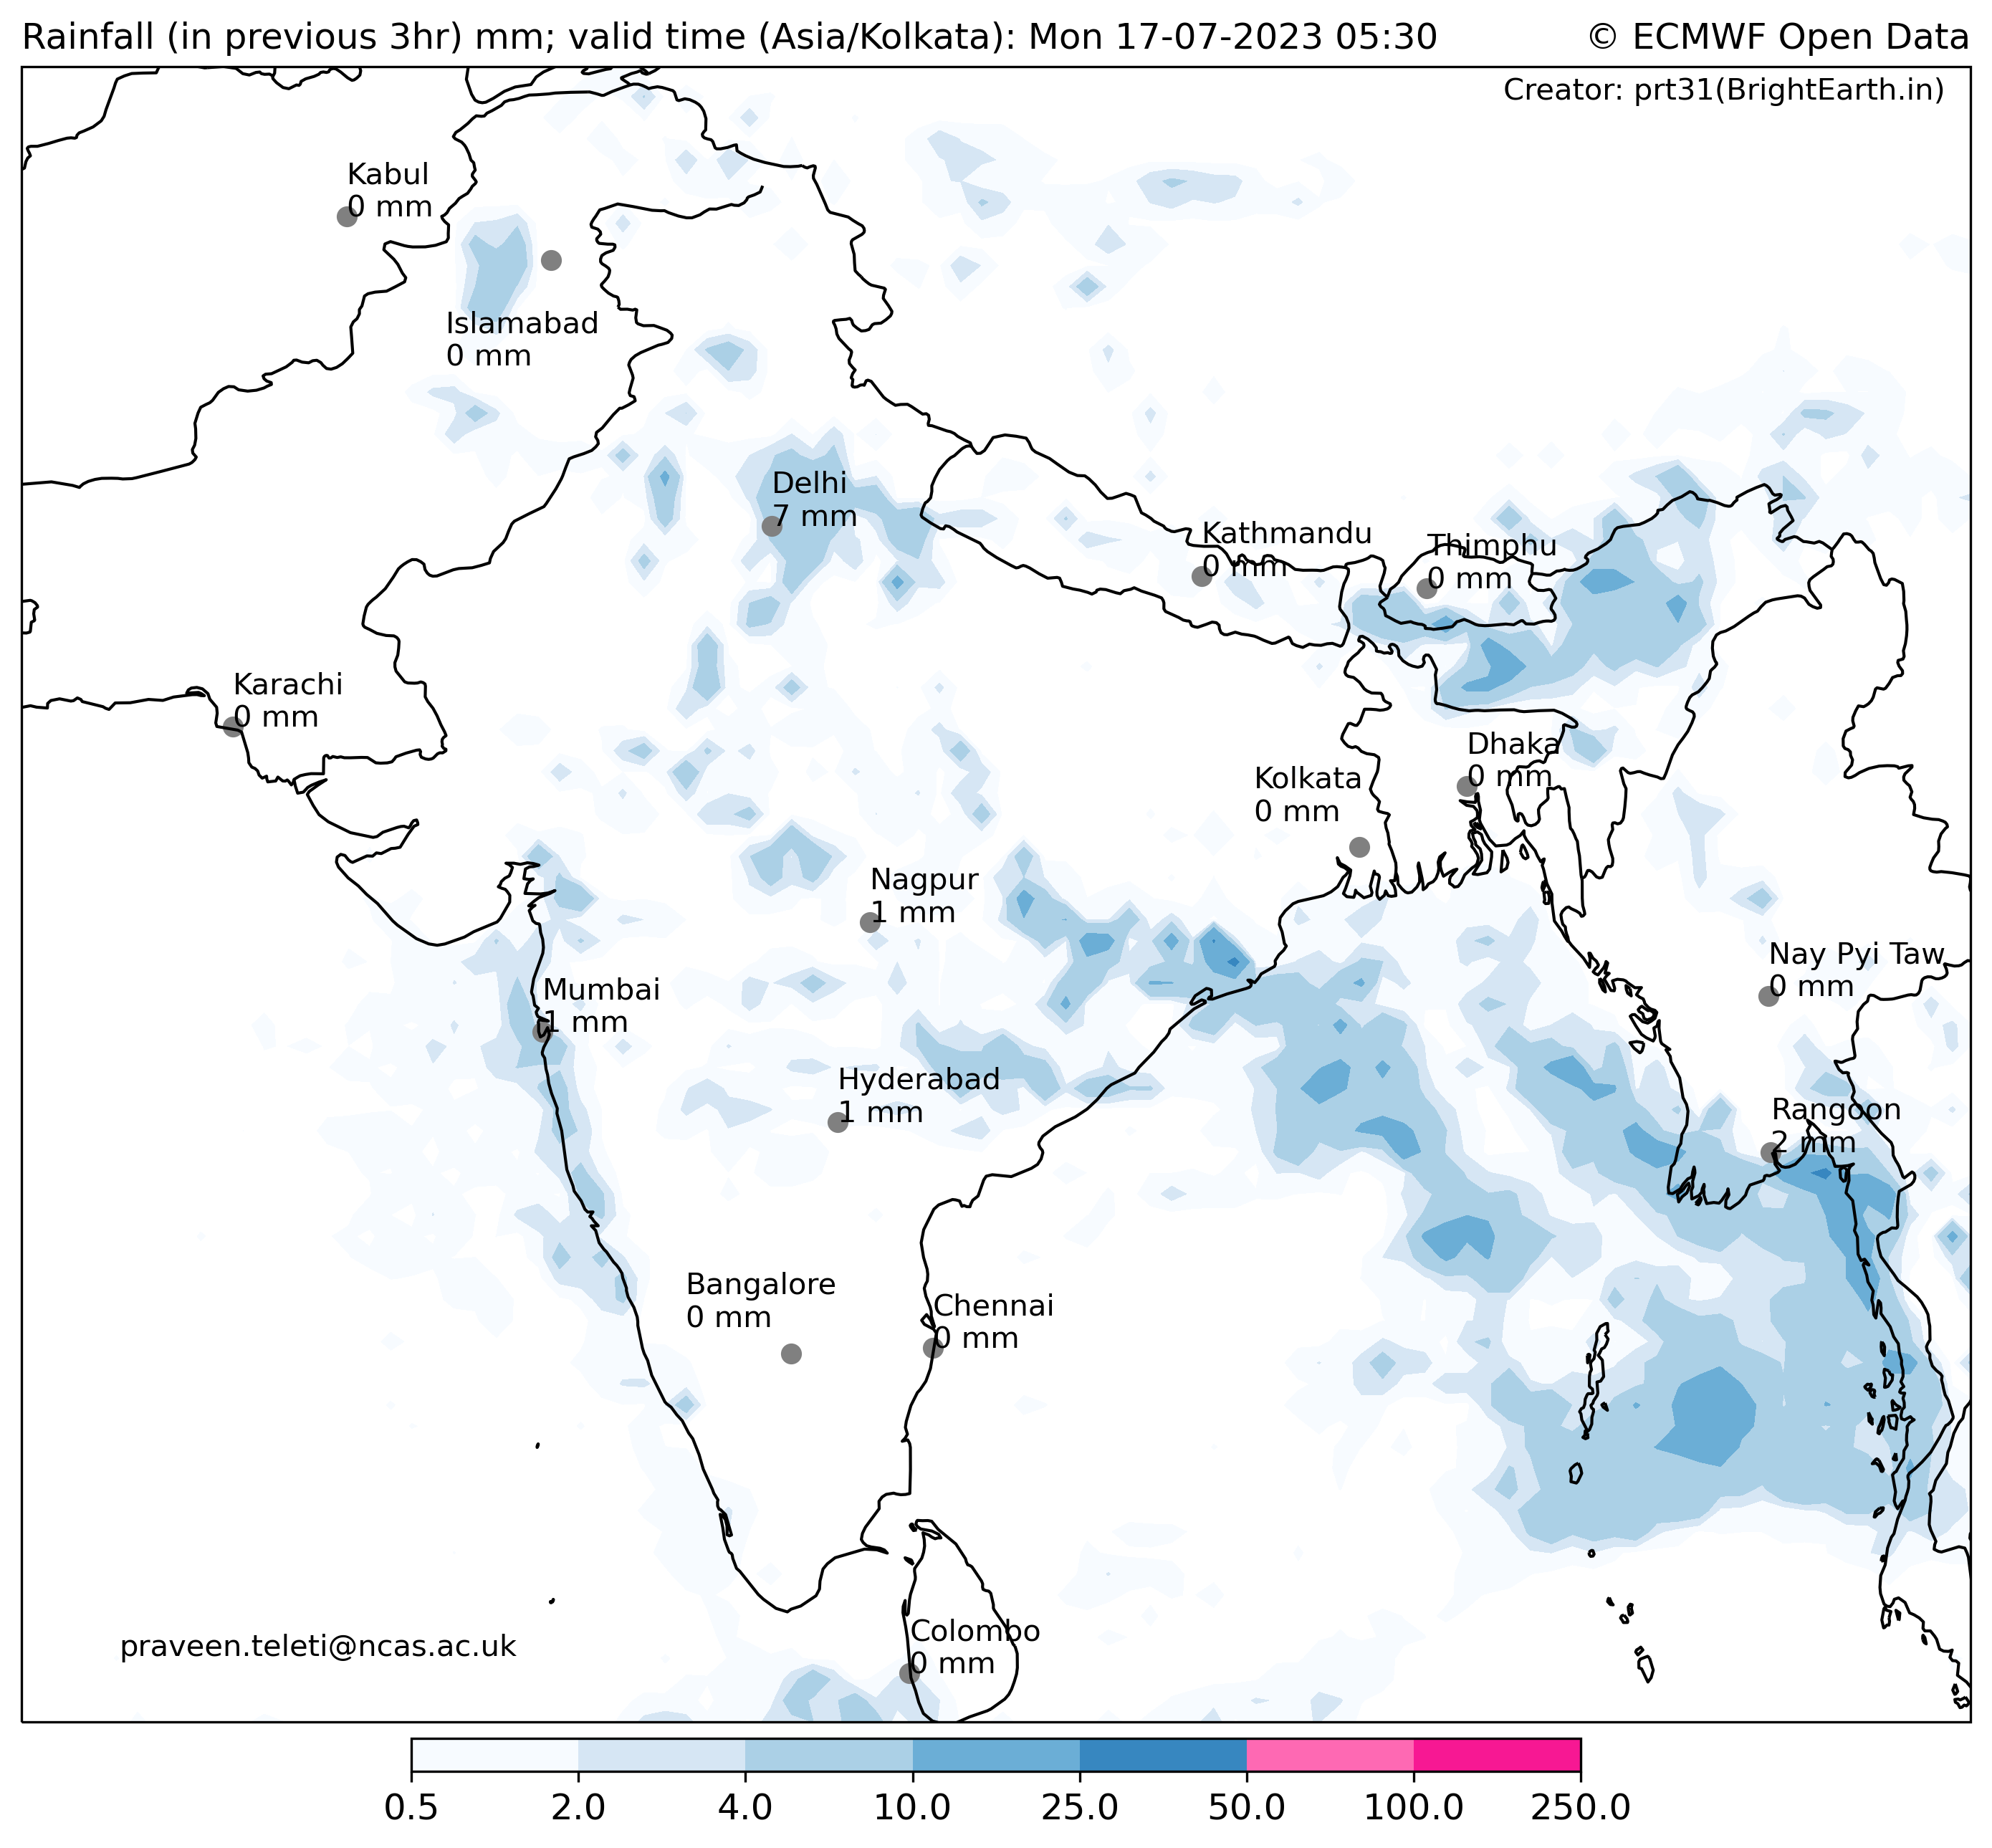 Rainfall (in previous 3hr) mm; valid time (Asia/Kolkata): Mon 17-07-2023 05:30
© ECMWF Open Data
Creator: prt31(BrightEarth.in)
Kabul
0 mm
Islamabad
0 mm
Delhi
7 mm
Kathmandu
0 mm
Thimphu
0 mm
Karachi
0 mm
Dhaka
0 mm
Kolkata
0 mm
Nagpur
1 mm
Nay Pyi Taw
0 mm
Mumbai
1 mm
Hyderabad
1 mm
Rangoon
2 mm
Bangalore
0 mm
Chennai
0 mm
Colombo
0 mm
praveen.teleti@ncas.ac.uk
0.5 2.0 4.0 10.0 25.0 50.0 100.0 250.0